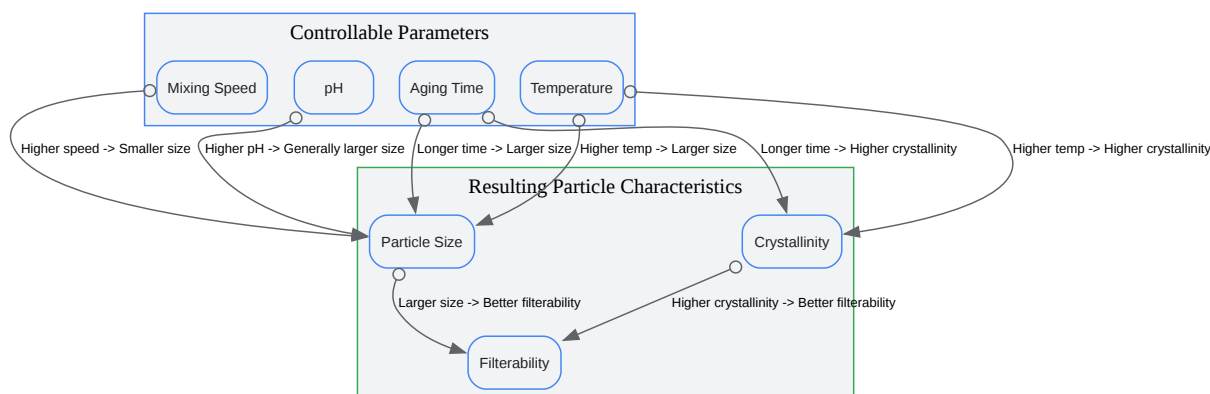 Controllable Parameters
Mixing Speed
pH
Aging Time
Temperature
Higher speed -> Smaller size
Higher pH -> Generally larger size
Longer time -> Larger size
Higher temp -> Larger size
Longer time -> Higher crystallinity
Higher temp -> Higher crystallinity
Resulting Particle Characteristics
Particle Size
Crystallinity
Larger size -> Better filterability
Higher crystallinity -> Better filterability
Filterability